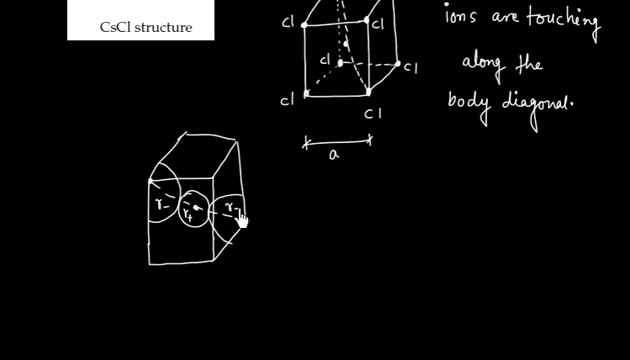 CsCl structure
ions are touching
along the
body diagonal.
Cl
Cl
Cl
Cl
Cl
Cl
a
r-
r+
r-